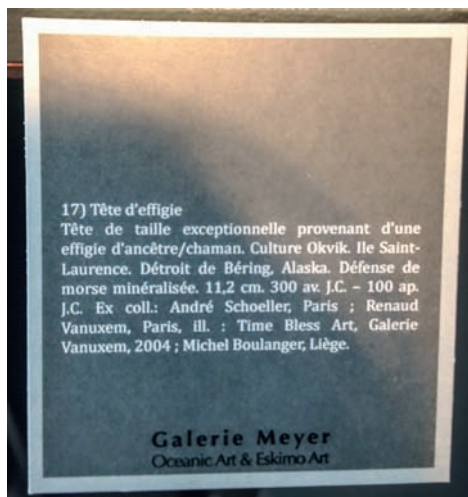 17) Tête d'effigie
Tête de taille exceptionnelle provenant d'une
effigie d'ancêtre/chaman. Culture Okvik. Ile Saint-
Laurence. Détroit de Béring. Alaska. Défense de
morse minéralisée. 11,2 cm. 300 av. J.C. – 100 ap.
J.C. Ex coll.: André Schoeller, Paris ; Renaud
Vanuxem, Paris, ill. : Time Bless Art, Galerie
Vanuxem, 2004 ; Michel Boulanger, Liège.
Galerie Meyer
Oceanic Art & Eskimo Art